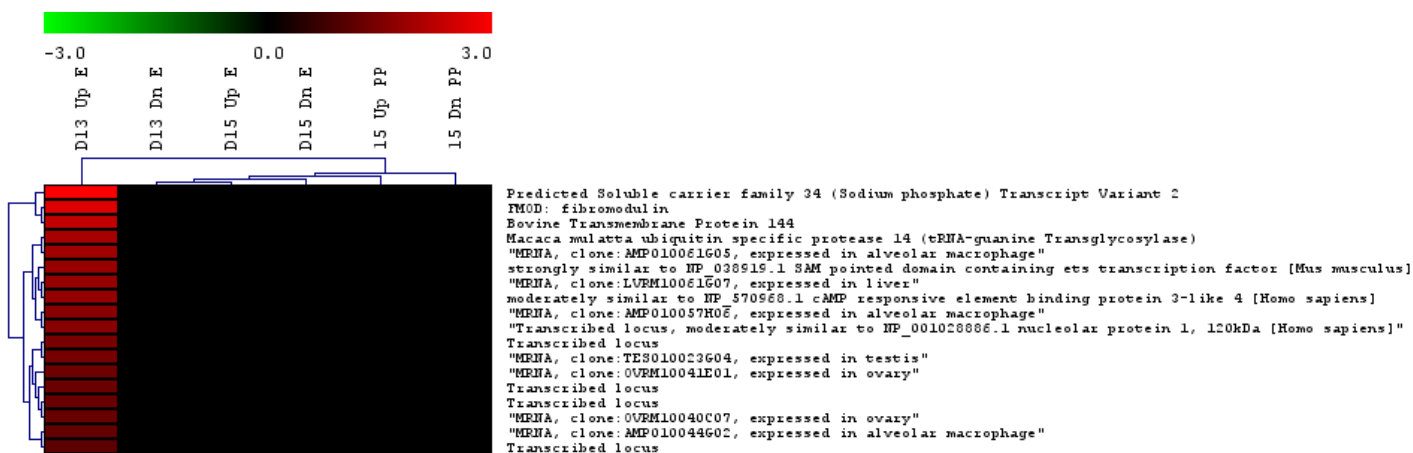 -3.0 0.0 3.0
D13 Up E
D13 Dn E
D15 Up E
D15 Dn E
15 Up PP
15 Dn PP
Predicted Soluble carrier family 34 (Sodium phosphate) Transcript Variant 2
FMOD: fibromodulin
Bovine Transmembrane Protein 144
Macaca mulatta ubiquitin specific protease 14 (tRNA-guanine Transglycosylase)
"MRNA, clone:AMP010061G05, expressed in alveolar macrophage"
strongly similar to NP_038919.1 SAM pointed domain containing ets transcription factor [Mus musculus]
"MRNA, clone:LVRM10061G07, expressed in liver"
moderately similar to NP_570968.1 cAMP responsive element binding protein 3-like 4 [Homo sapiens]
"MRNA, clone:AMP010057H06, expressed in alveolar macrophage"
"Transcribed locus, moderately similar to NP_001028886.1 nucleolar protein 1, 120kDa [Homo sapiens]"
Transcribed locus
"MRNA, clone:TES010023G04, expressed in testis"
"MRNA, clone:OVRM10041E01, expressed in ovary"
Transcribed locus
Transcribed locus
"MRNA, clone:OVRM10040C07, expressed in ovary"
"MRNA, clone:AMP010044G02, expressed in alveolar macrophage"
Transcribed locus